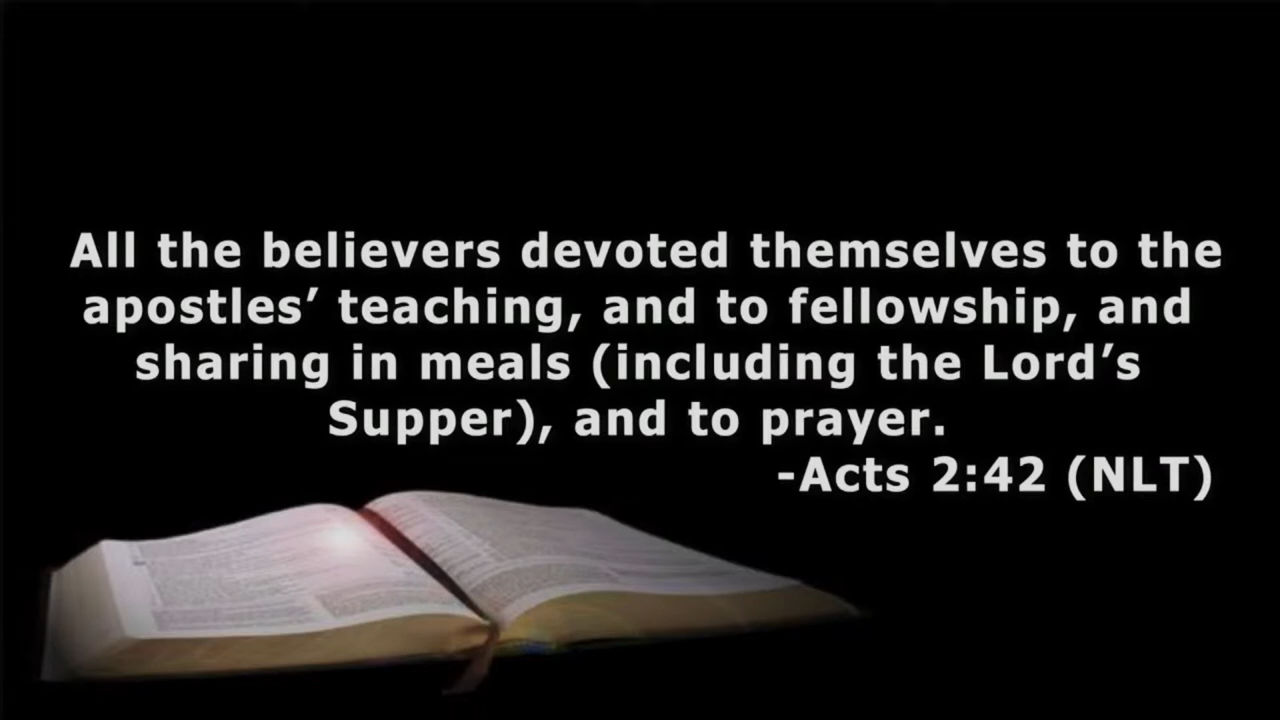 All the believers devoted themselves to the
apostles’ teaching, and to fellowship, and
sharing in meals (including the Lord’s
Supper), and to prayer.
-Acts 2:42 (NLT)